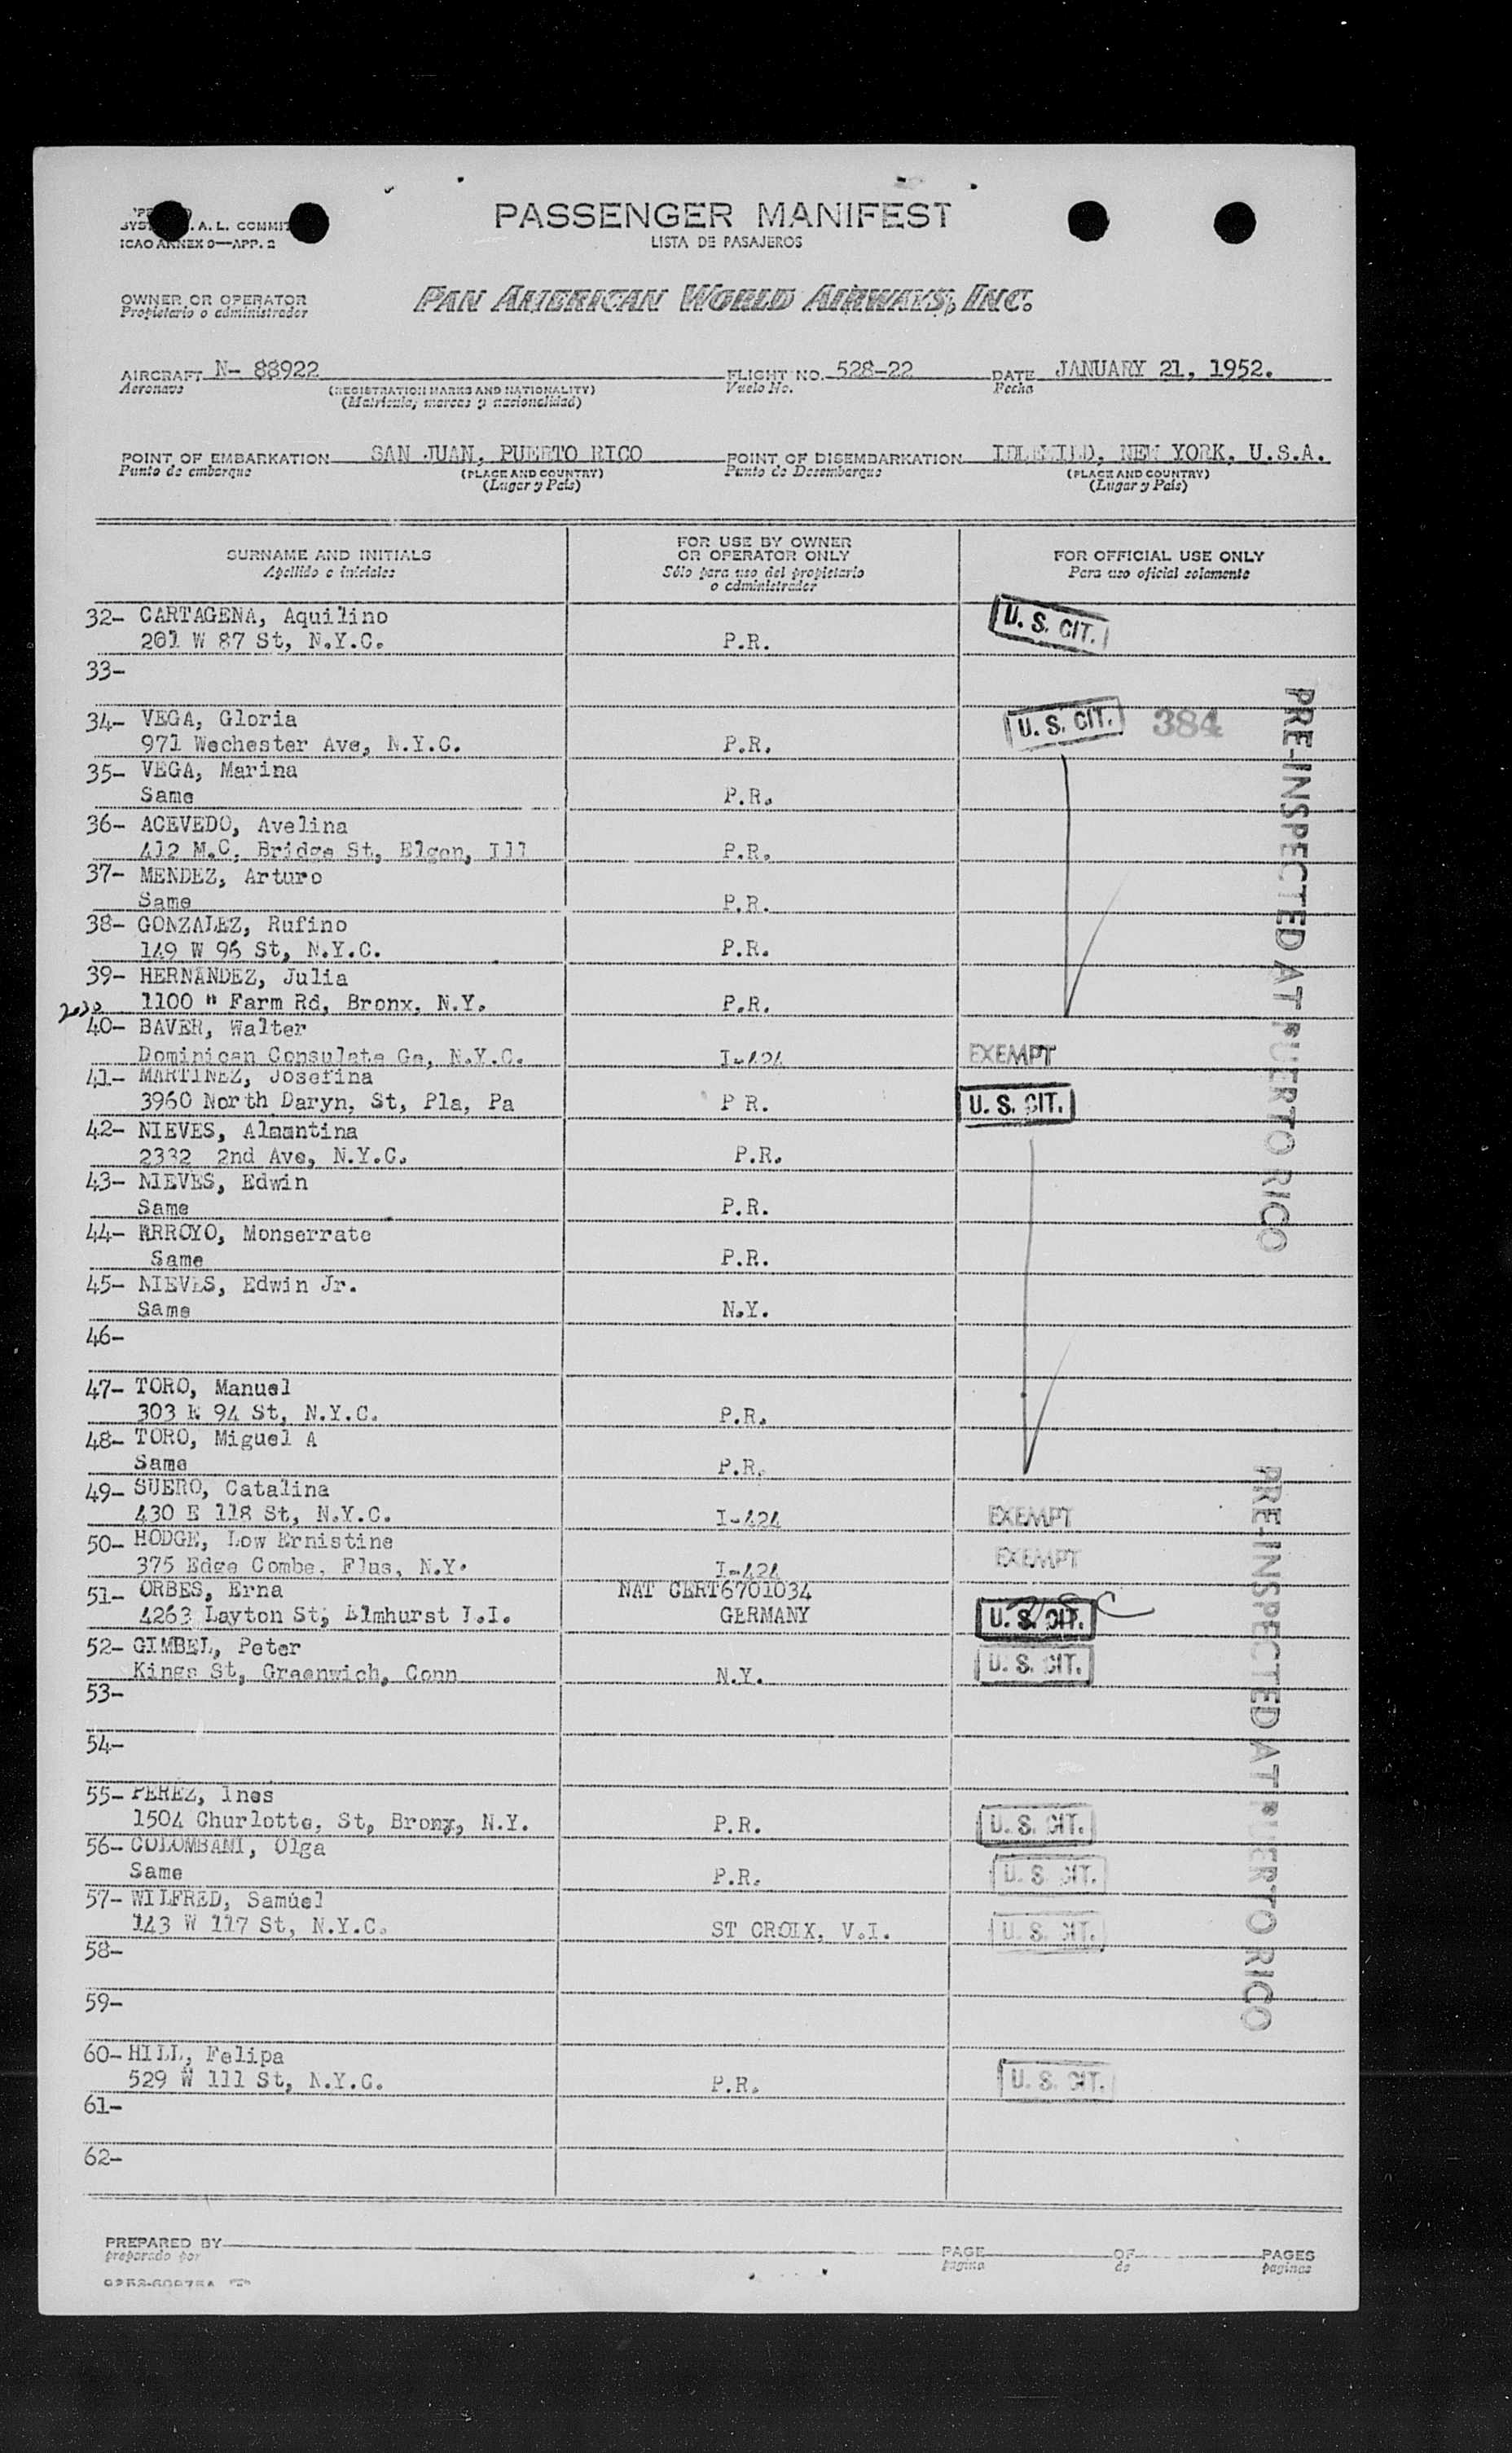 A. L. COMMIT
ICAO ANNEX 9—APP. 2
PASSENGER MANIFEST
LISTA DE PASAJEROS
OWNER OR OPERATOR
Propietario o administrador
PAN AMERICAN WORLD AIRWAYS, INC.
AIRCRAFT N- 88922
Aeronave
(REGISTRATION MARKS AND NATIONALITY)
(Matrícula, marcas y nacionalidad)
FLIGHT NO. 528-22
Vuelo No.
DATE JANUARY 21, 1952.
Fecha
POINT OF EMBARKATION SAN JUAN, PUERTO RICO
Punto de embarque
(PLACE AND COUNTRY)
(Lugar y País)
POINT OF DISEMBARKATION IDLEWILD, NEW YORK, U.S.A.
Punto de Desembarque
(PLACE AND COUNTRY)
(Lugar y País)
SURNAME AND INITIALS
Apellido e iniciales
FOR USE BY OWNER
OR OPERATOR ONLY
Sólo para uso del propietario
o administrador
FOR OFFICIAL USE ONLY
Para uso oficial solamente
32- CARTAGENA, Aquilino
201 W 87 St, N.Y.C. P.R. U. S. CIT.
33-
34- VEGA, Gloria U. S. CIT. 384
971 Wechester Ave, N.Y.C. P.R.
35- VEGA, Marina
Same P.R.
36- ACEVEDO, Avelina
412 M.C. Bridge St, Elgen, Ill P.R.
37- MENDEZ, Arturo
Same P.R.
38- GONZALEZ, Rufino
149 W 96 St, N.Y.C. P.R.
39- HERNANDEZ, Julia
1100 " Farm Rd, Bronx, N.Y. P.R.
2030
40- BAVER, Walter
Dominican Consulate Ge, N.Y.C. I-424 EXEMPT
41- MARTINEZ, Josefina
3960 North Daryn, St, Pla, Pa P R. U. S. CIT.
42- NIEVES, Alamntina
2332 2nd Ave, N.Y.C. P.R.
43- NIEVES, Edwin
Same P.R.
44- ARROYO, Monserrate
Same P.R.
45- NIEVES, Edwin Jr.
Same N.Y.
46-
47- TORO, Manuel
303 E 94 St, N.Y.C. P.R.
48- TORO, Miguel A
Same P.R.
49- SUERO, Catalina
430 E 118 St, N.Y.C. I-424 EXEMPT
50- HODGE, Low Ernistine
375 Edge Combe, Flus, N.Y. I-424 EXEMPT
51- ORBES, Erna NAT CERT6701034
4263 Layton St, Elmhurst L.I. GERMANY U. S. CIT.
52- GIMBEL, Peter
Kings St, Greenwich, Conn N.Y. U. S. CIT.
53-
54-
55- PEREZ, Ines
1504 Churlotte, St, Bronx, N.Y. P.R. U. S. CIT.
56- COLOMBANI, Olga
Same P.R. U. S. CIT.
57- WILFRED, Samuel
143 W 117 St, N.Y.C. ST CROIX, V.I. U. S. CIT.
58-
59-
60- HILL, Felipa
529 W 111 St, N.Y.C. P.R. U. S. CIT.
61-
62-
PRE-INSPECTED AT PUERTO RICO
PRE-INSPECTED AT PUERTO RICO
PREPARED BY
preparado por
PAGE OF PAGES
página de páginas